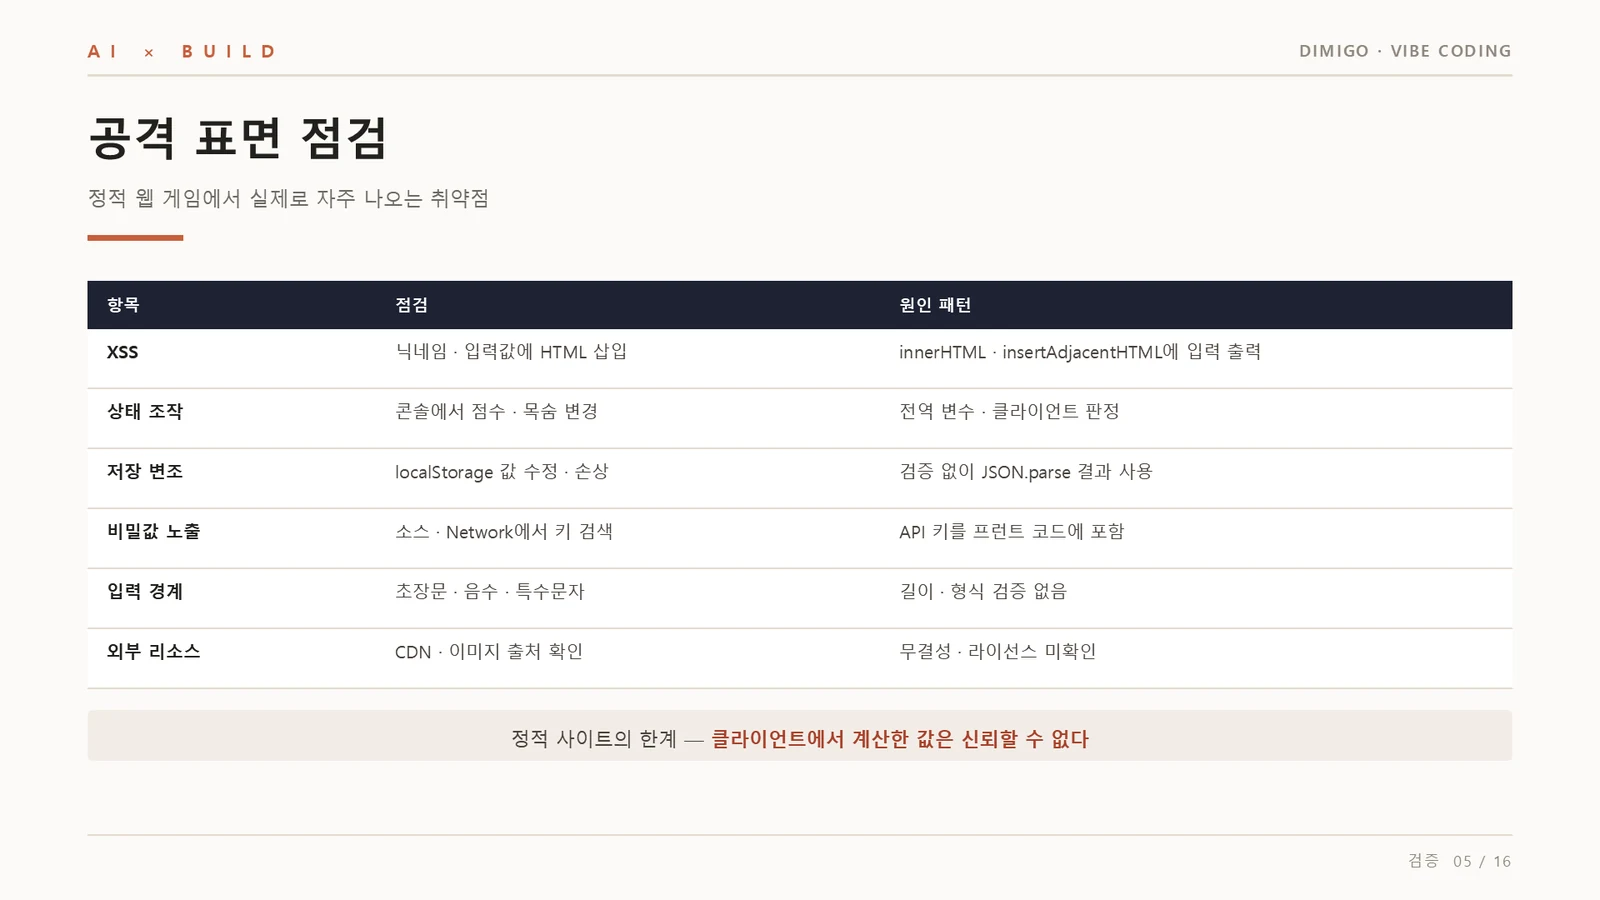 AI × BUILD
DIMIGO · VIBE CODING
공격 표면 점검
정적 웹 게임에서 실제로 자주 나오는 취약점
항목 점검 원인 패턴
XSS 닉네임 · 입력값에 HTML 삽입 innerHTML · insertAdjacentHTML에 입력 출력
상태 조작 콘솔에서 점수 · 목숨 변경 전역 변수 · 클라이언트 판정
저장 변조 localStorage 값 수정 · 손상 검증 없이 JSON.parse 결과 사용
비밀값 노출 소스 · Network에서 키 검색 API 키를 프런트 코드에 포함
입력 경계 초장문 · 음수 · 특수문자 길이 · 형식 검증 없음
외부 리소스 CDN · 이미지 출처 확인 무결성 · 라이선스 미확인
정적 사이트의 한계 — 클라이언트에서 계산한 값은 신뢰할 수 없다
검증 05 / 16